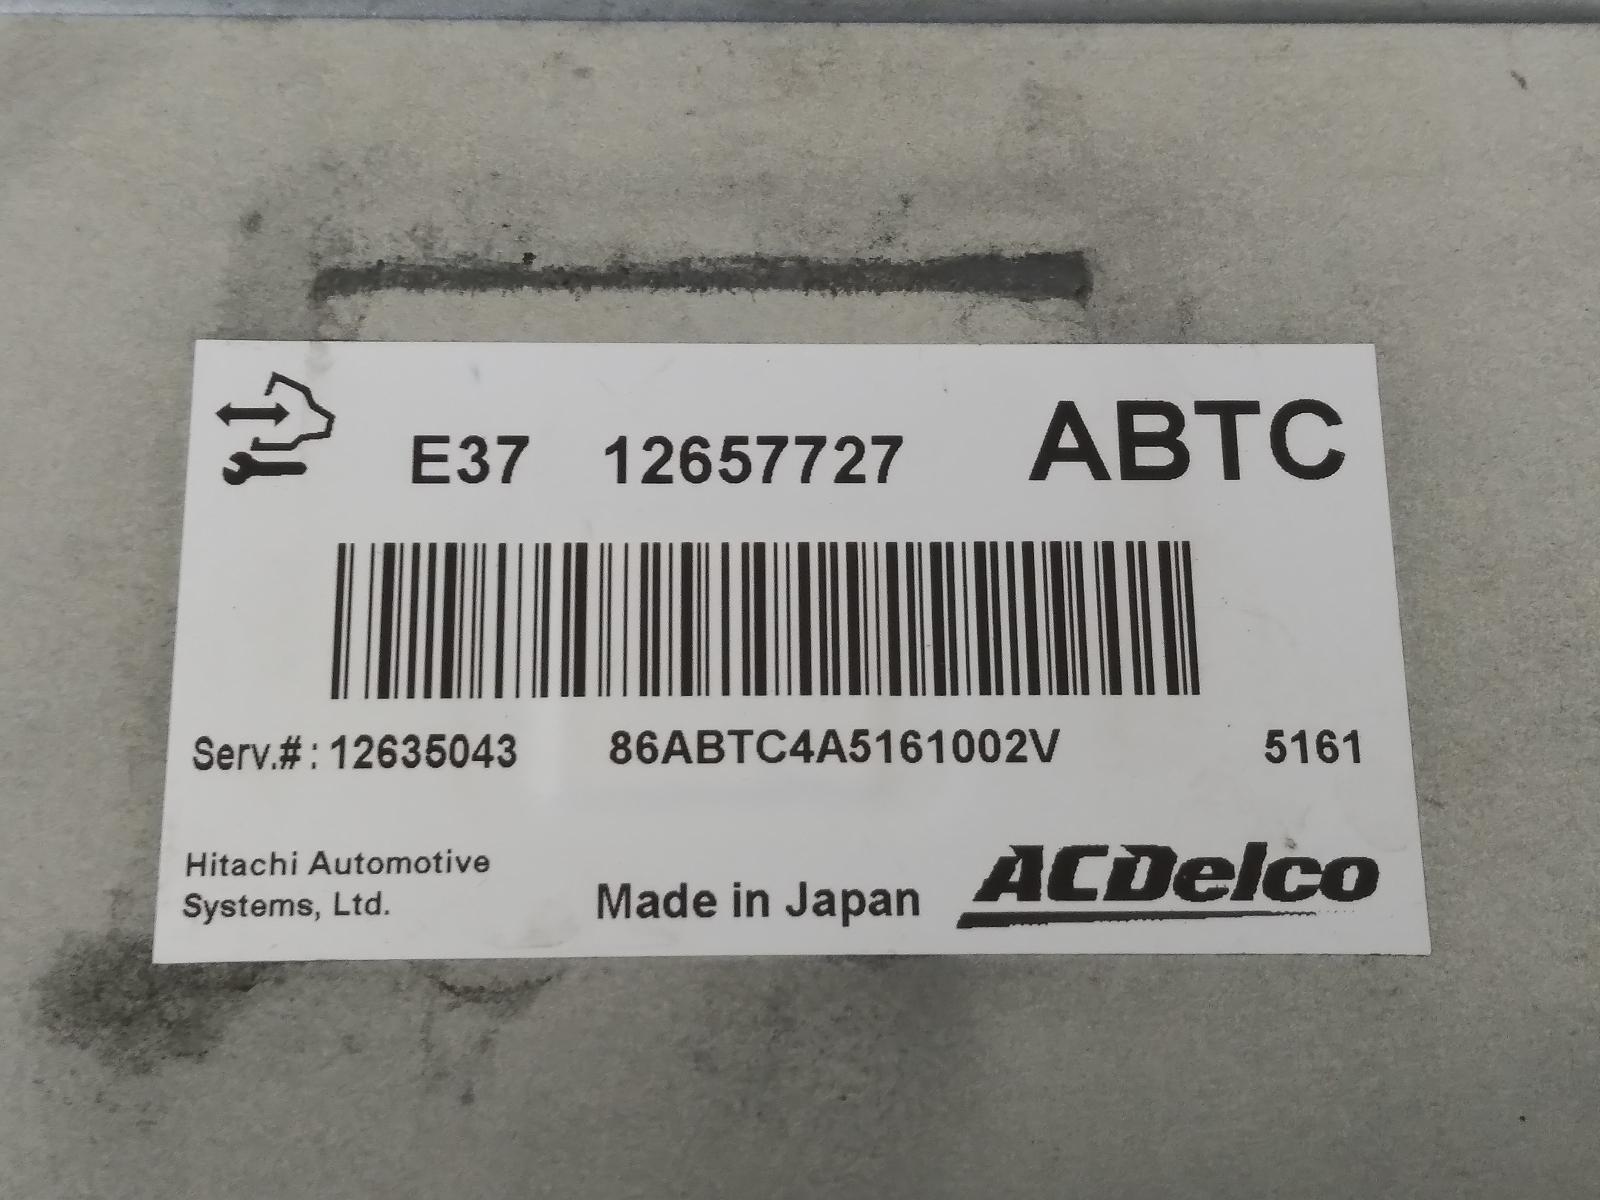 E37 12657727 ABTC
Serv.#: 12635043 86ABTC4A5161002V 5161
Hitachi Automotive
Systems, Ltd.
Made in Japan
ACDelco